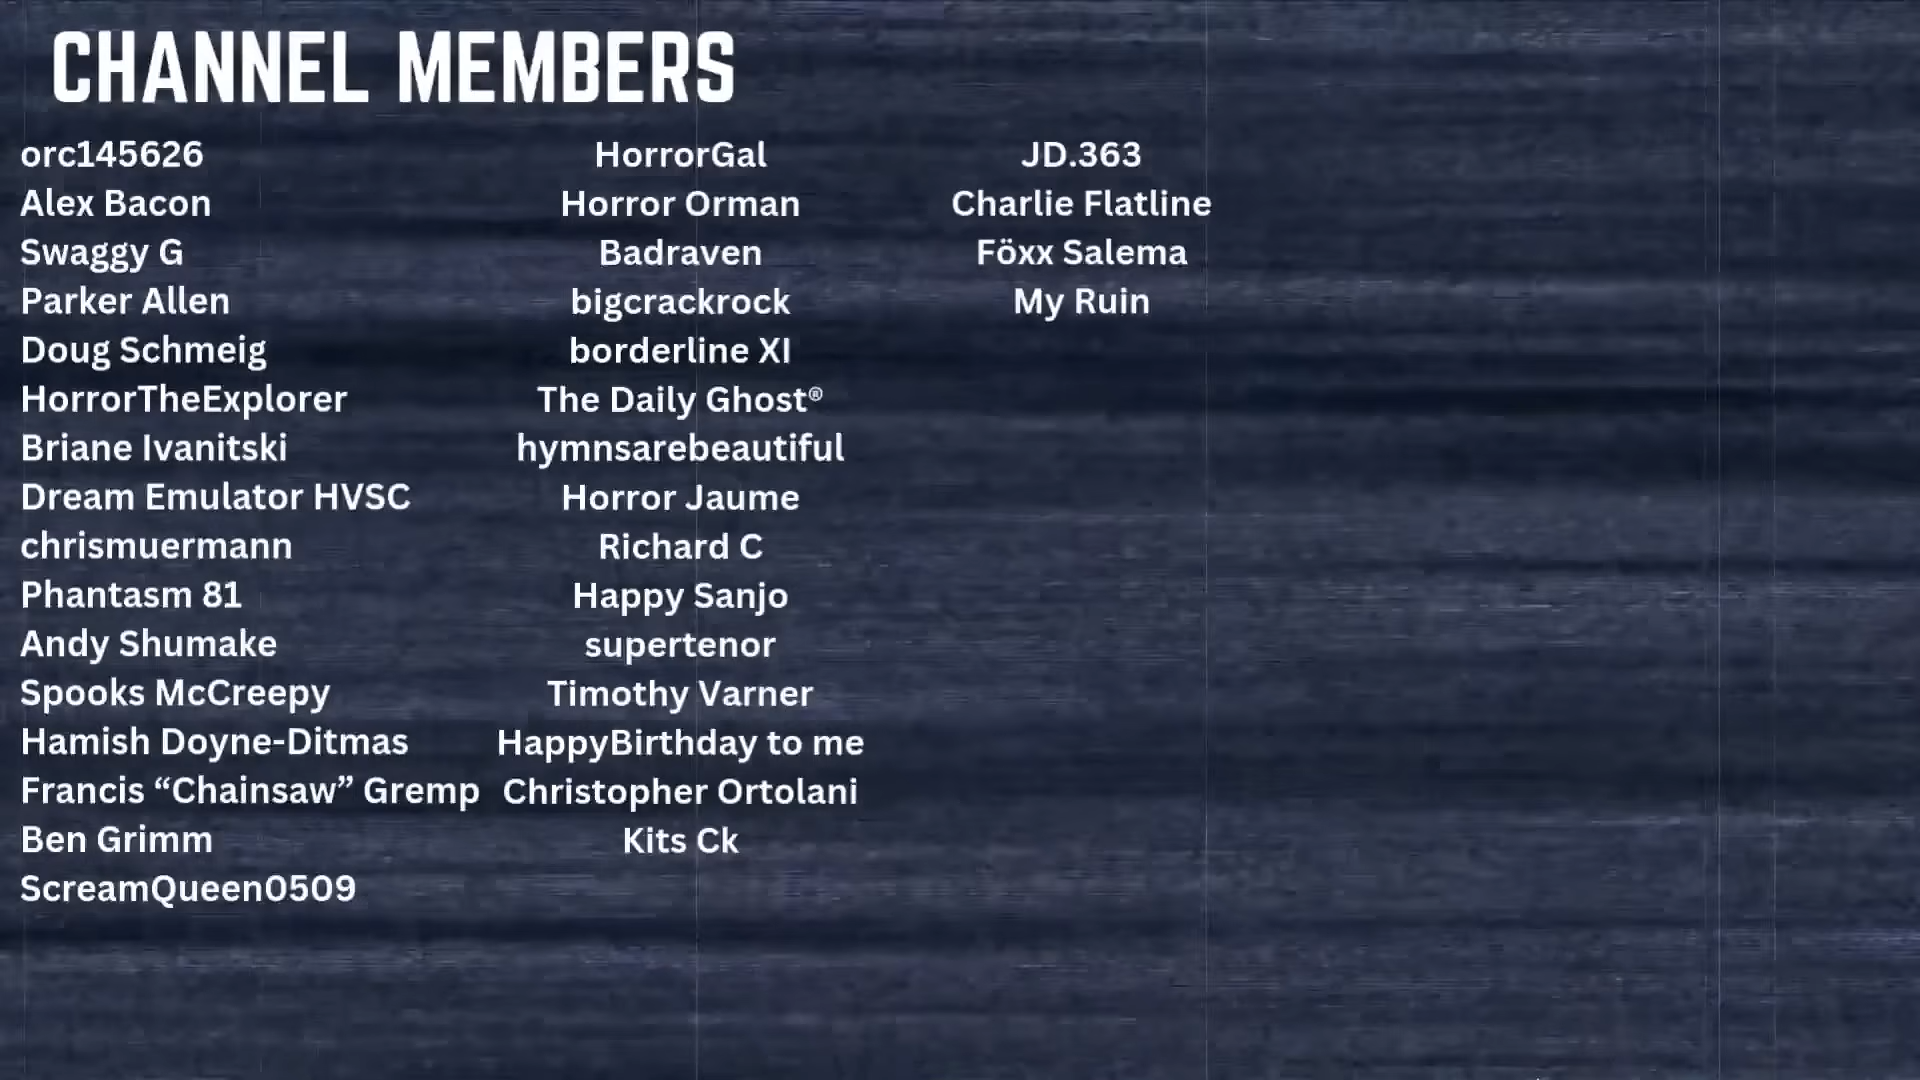 CHANNEL MEMBERS
orc145626
Alex Bacon
Swaggy G
Parker Allen
Doug Schmeig
HorrorTheExplorer
Briane Ivanitski
Dream Emulator HVSC
chrismuermann
Phantasm 81
Andy Shumake
Spooks McCreepy
Hamish Doyne-Ditmas
Francis “Chainsaw” Gremp
Ben Grimm
ScreamQueen0509
HorrorGal
Horror Orman
Badraven
bigcrackrock
borderline XI
The Daily Ghost®
hymnsarebeautiful
Horror Jaume
Richard C
Happy Sanjo
supertenor
Timothy Varner
HappyBirthday to me
Christopher Ortolani
Kits Ck
JD.363
Charlie Flatline
Föxx Salema
My Ruin